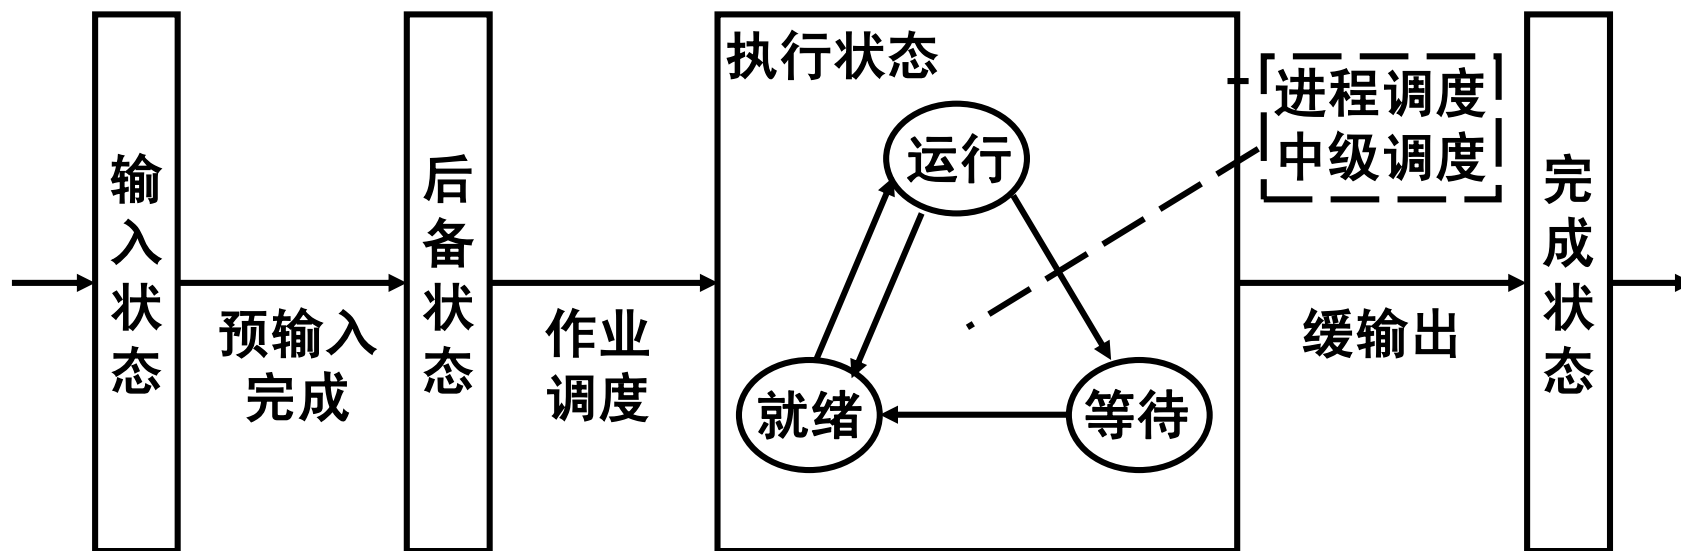 输入状态
预输入
完成
后备状态
作业
调度
执行状态
运行
就绪
等待
进程调度
中级调度
缓输出
完成状态